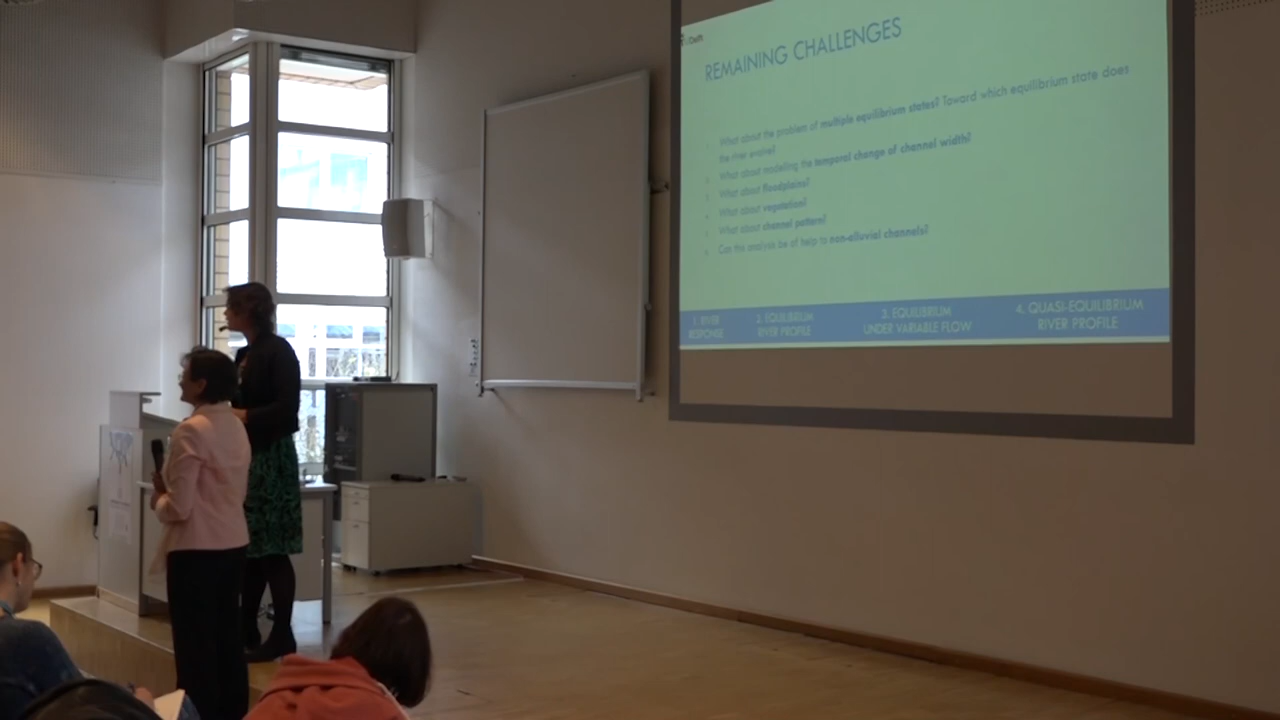 REMAINING CHALLENGES
What about the problem of multiple equilibrium states? Toward which equilibrium state does
the river evolve?
What about modelling the temporal change of channel width?
What about floodplains?
What about vegetation?
What about channel pattern?
Can this analysis be of help to non-alluvial channels?
1. RIVER
RESPONSE
2. EQUILIBRIUM
RIVER PROFILE
3. EQUILIBRIUM
UNDER VARIABLE FLOW
4. QUASI-EQUILIBRIUM
RIVER PROFILE